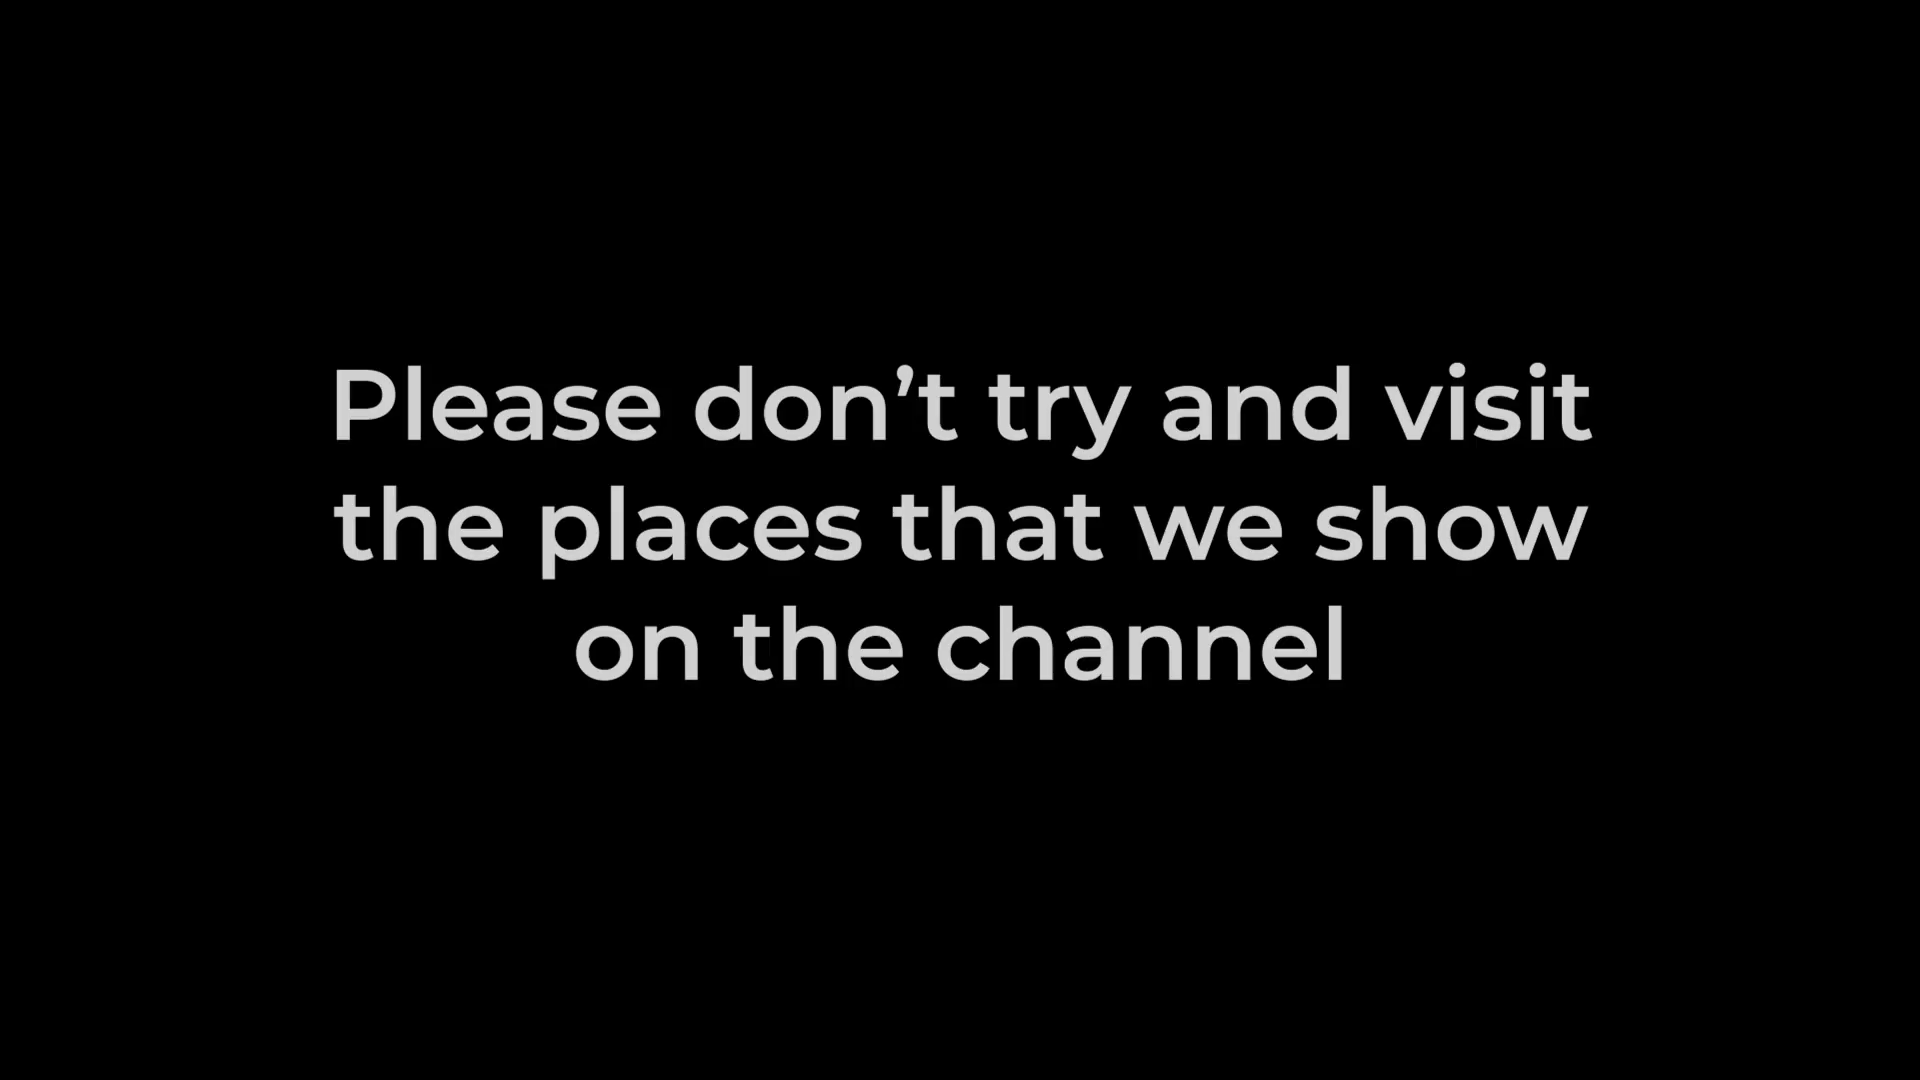 Please don’t try and visit
the places that we show
on the channel